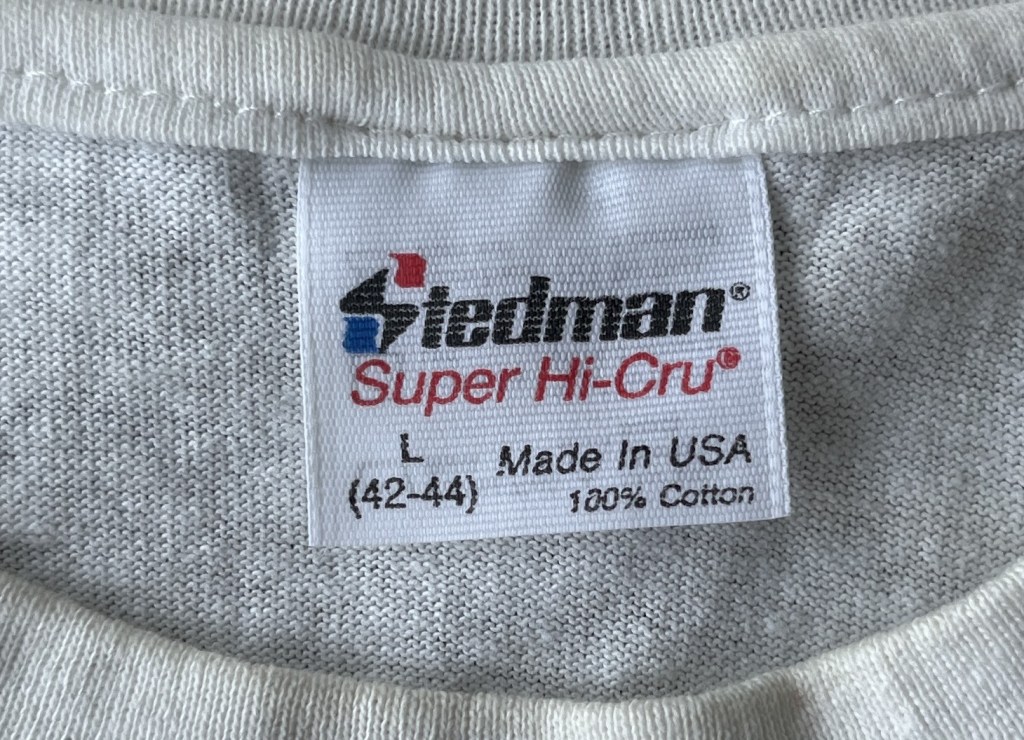 Stedman®
Super Hi-Cru®
L
(42-44)
Made In USA
100% Cotton